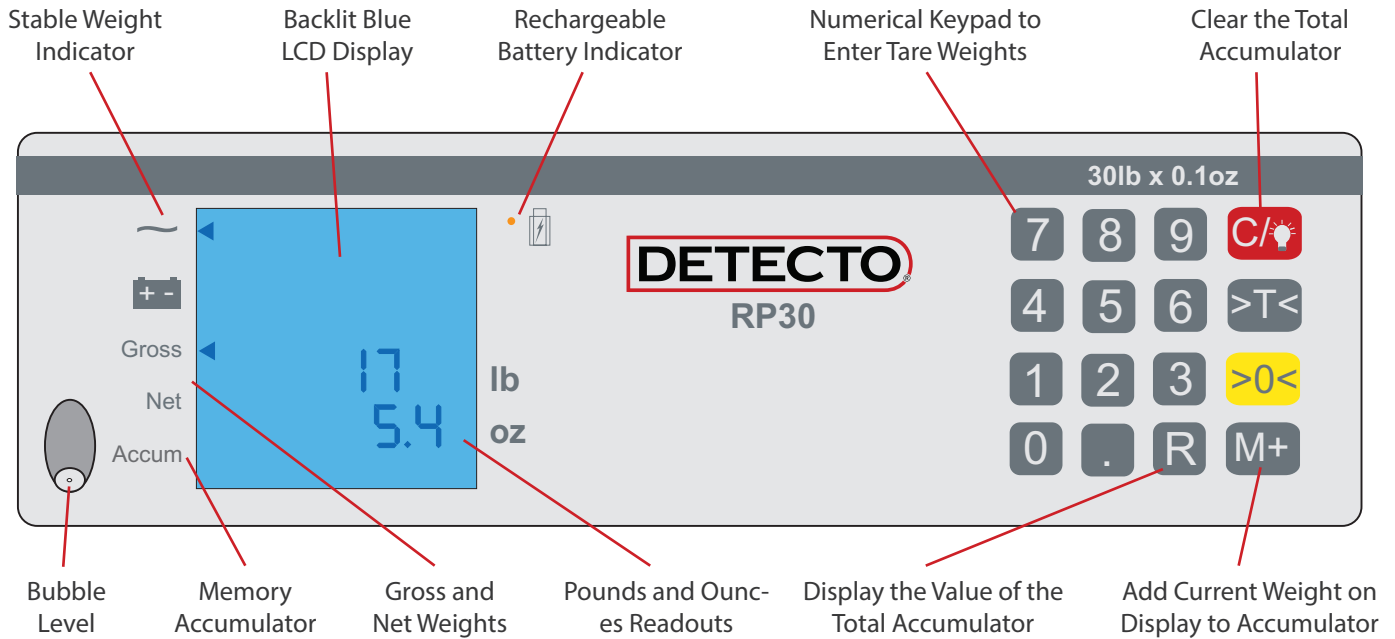 Stable Weight
Indicator
Backlit Blue
LCD Display
Rechargeable
Battery Indicator
Numerical Keypad to
Enter Tare Weights
Clear the Total
Accumulator
30lb x 0.1oz
7 8 9 C/
+ -
DETECTO®
RP30
4 5 6 >T<
Gross
17 lb
1 2 3 >0<
Net
5.4 oz
Accum
0 . R M+
Bubble
Level
Memory
Accumulator
Gross and
Net Weights
Pounds and Ounc-
es Readouts
Display the Value of the
Total Accumulator
Add Current Weight on
Display to Accumulator